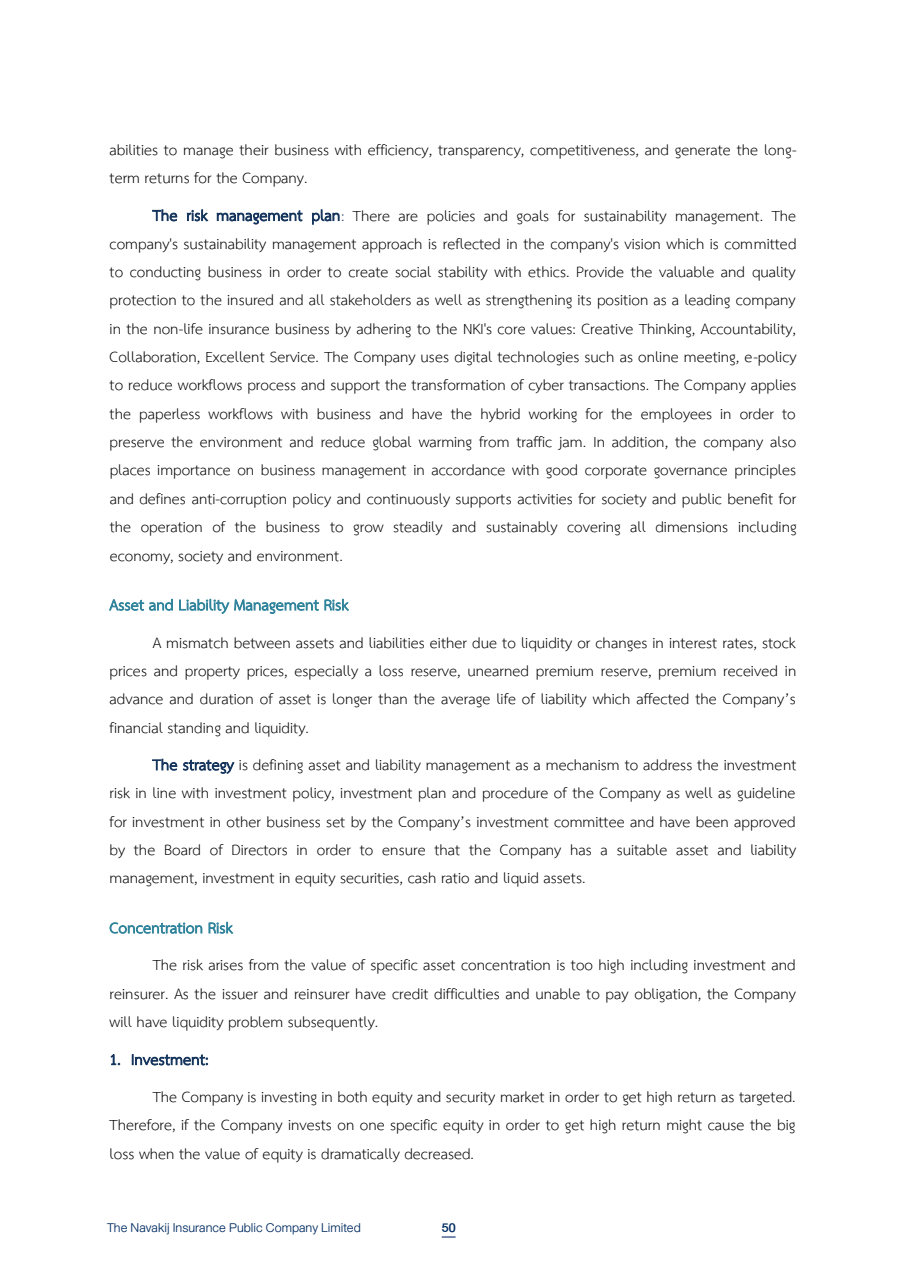 abilities to manage their business with efficiency, transparency, competitiveness, and generate the long-
term returns for the Company.
The risk management plan: There are policies and goals for sustainability management. The
company's sustainability management approach is reflected in the company's vision which is committed
to conducting business in order to create social stability with ethics. Provide the valuable and quality
protection to the insured and all stakeholders as well as strengthening its position as a leading company
in the non-life insurance business by adhering to the NKI's core values: Creative Thinking, Accountability,
Collaboration, Excellent Service. The Company uses digital technologies such as online meeting, e-policy
to reduce workflows process and support the transformation of cyber transactions. The Company applies
the paperless workflows with business and have the hybrid working for the employees in order to
preserve the environment and reduce global warming from traffic jam. In addition, the company also
places importance on business management in accordance with good corporate governance principles
and defines anti-corruption policy and continuously supports activities for society and public benefit for
the operation of the business to grow steadily and sustainably covering all dimensions including
economy, society and environment.
Asset and Liability Management Risk
A mismatch between assets and liabilities either due to liquidity or changes in interest rates, stock
prices and property prices, especially a loss reserve, unearned premium reserve, premium received in
advance and duration of asset is longer than the average life of liability which affected the Company’s
financial standing and liquidity.
The strategy is defining asset and liability management as a mechanism to address the investment
risk in line with investment policy, investment plan and procedure of the Company as well as guideline
for investment in other business set by the Company’s investment committee and have been approved
by the Board of Directors in order to ensure that the Company has a suitable asset and liability
management, investment in equity securities, cash ratio and liquid assets.
Concentration Risk
The risk arises from the value of specific asset concentration is too high including investment and
reinsurer. As the issuer and reinsurer have credit difficulties and unable to pay obligation, the Company
will have liquidity problem subsequently.
1. Investment:
The Company is investing in both equity and security market in order to get high return as targeted.
Therefore, if the Company invests on one specific equity in order to get high return might cause the big
loss when the value of equity is dramatically decreased.
The Navakij Insurance Public Company Limited 50